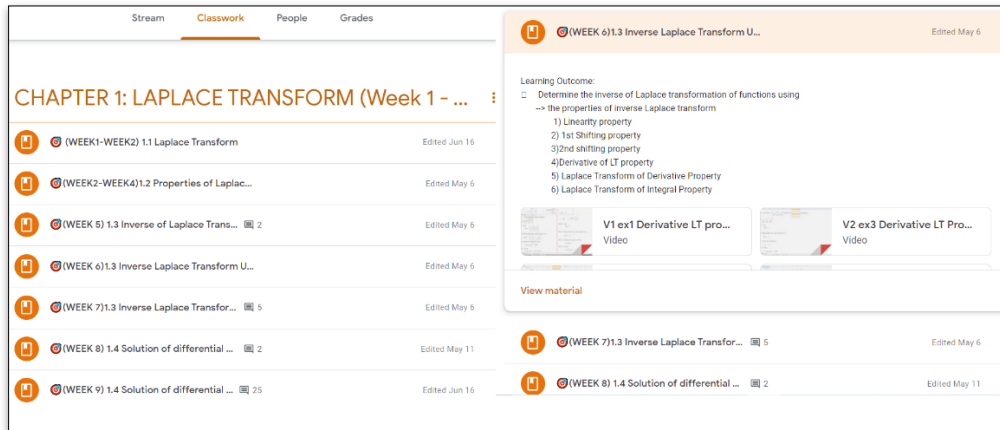 Stream Classwork People Grades
CHAPTER 1: LAPLACE TRANSFORM (Week 1 - ...
(WEEK1-WEEK2) 1.1 Laplace Transform Edited Jun 16
(WEEK2-WEEK4)1.2 Properties of Laplac... Edited May 6
(WEEK 5) 1.3 Inverse of Laplace Trans... 2 Edited May 6
(WEEK 6)1.3 Inverse Laplace Transform U... Edited May 6
(WEEK 7)1.3 Inverse Laplace Transfor... 5 Edited May 6
(WEEK 8) 1.4 Solution of differential ... 2 Edited May 11
(WEEK 9) 1.4 Solution of differential ... 25 Edited Jun 16
(WEEK 6)1.3 Inverse Laplace Transform U... Edited May 6
Learning Outcome:
Determine the inverse of Laplace transformation of functions using
--> the properties of inverse Laplace transform
1) Linearity property
2) 1st Shifting property
3)2nd shifting property
4)Derivative of LT property
5) Laplace Transform of Derivative Property
6) Laplace Transform of Integral Property
V1 ex1 Derivative LT pro...
Video
V2 ex3 Derivative LT Pro...
Video
View material
(WEEK 7)1.3 Inverse Laplace Transfor... 5 Edited May 6
(WEEK 8) 1.4 Solution of differential ... 2 Edited May 11